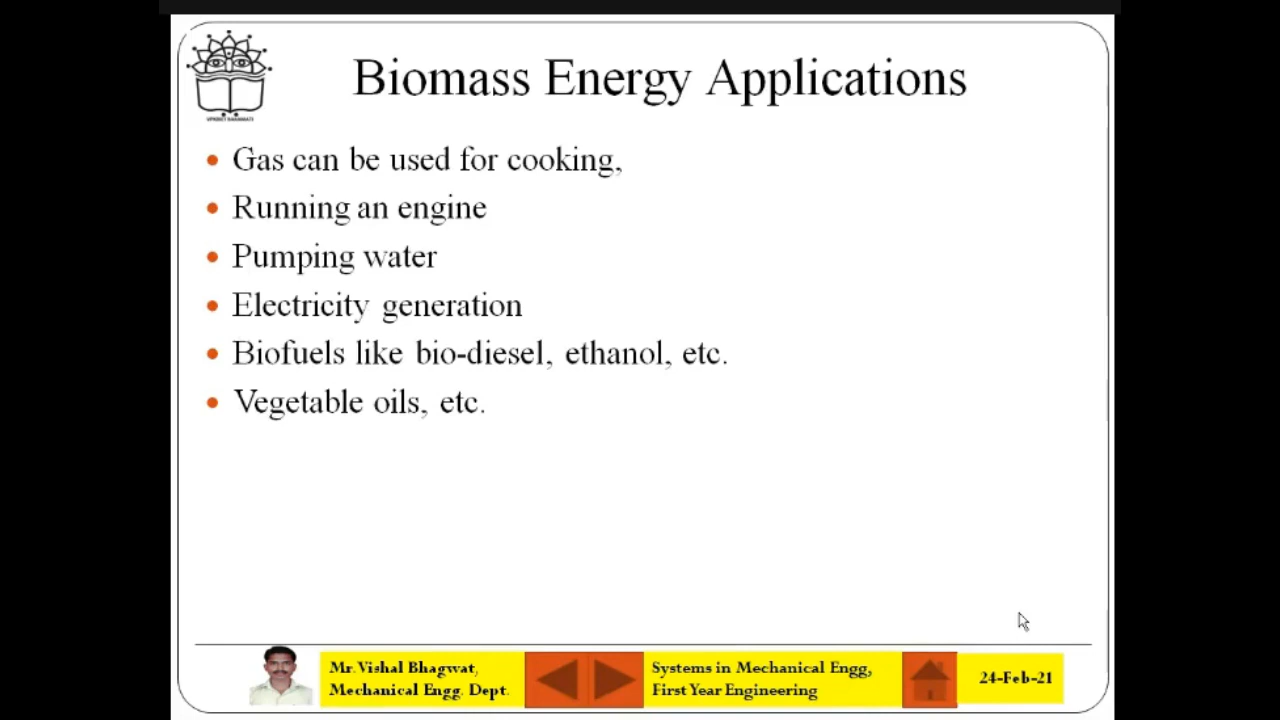 Biomass Energy Applications
Gas can be used for cooking,
Running an engine
Pumping water
Electricity generation
Biofuels like bio-diesel, ethanol, etc.
Vegetable oils, etc.
Mr. Vishal Bhagwat,
Mechanical Engg. Dept.
Systems in Mechanical Engg,
First Year Engineering
24-Feb-21